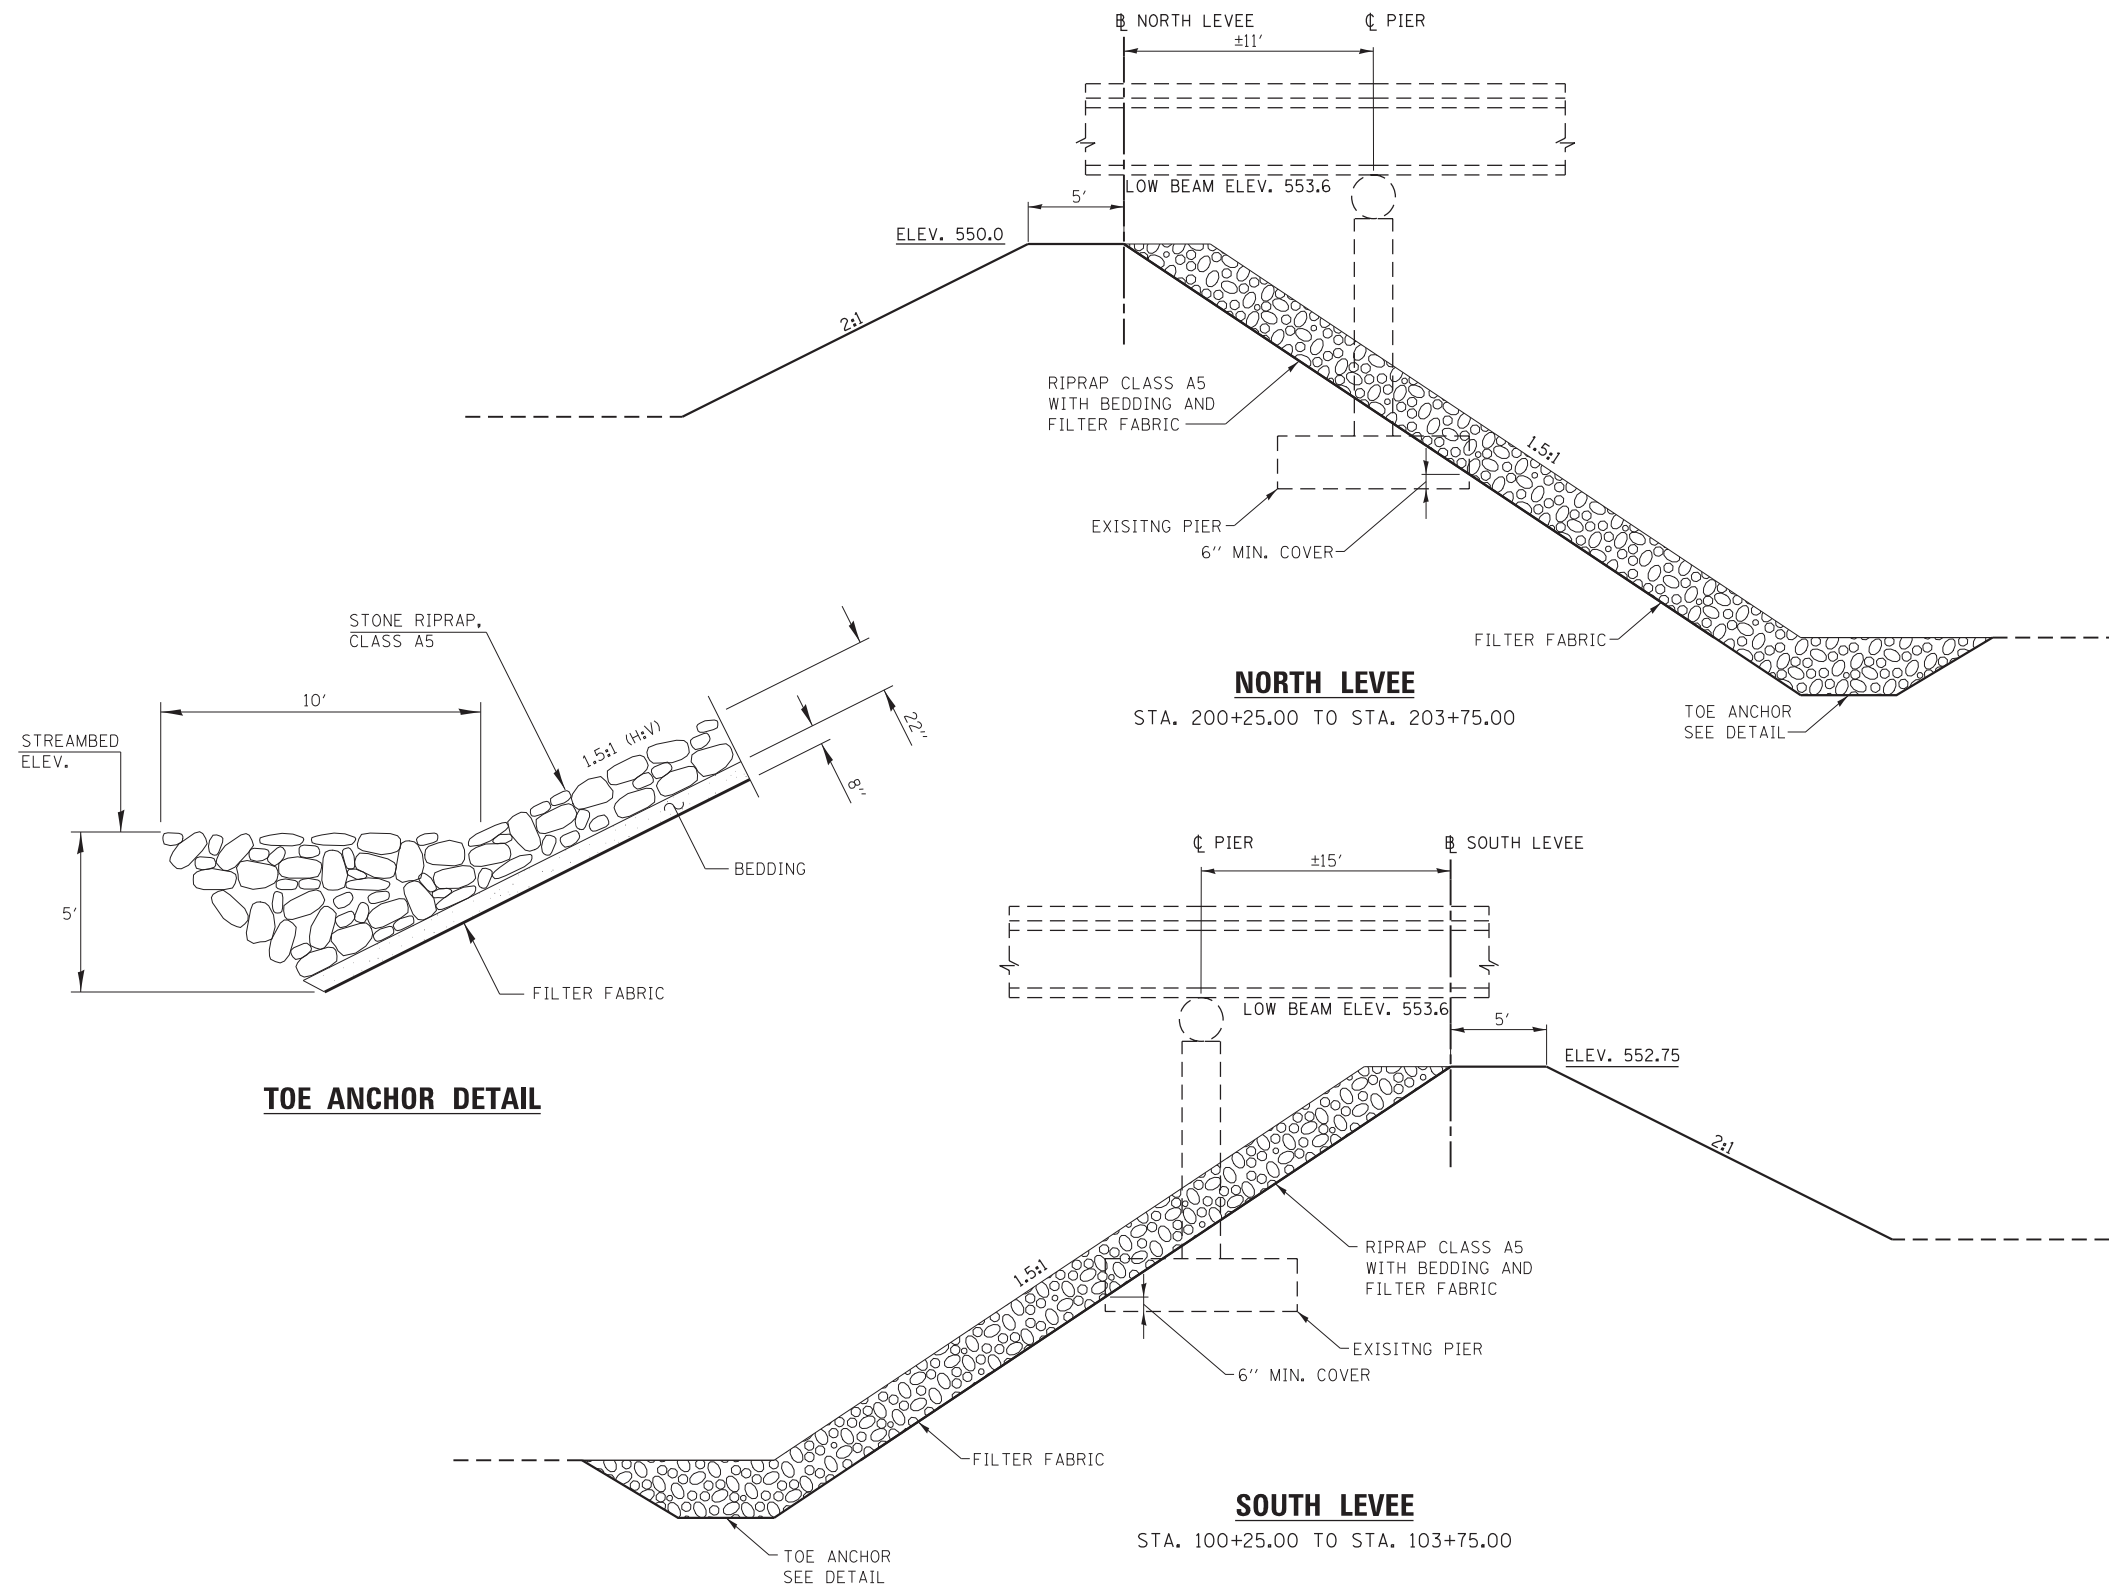 ℄ NORTH LEVEE
℄ PIER
±11'
LOW BEAM ELEV. 553.6
5'
ELEV. 550.0
2:1
RIPRAP CLASS A5
WITH BEDDING AND
FILTER FABRIC
1.5:1
EXISITNG PIER
6'' MIN. COVER
FILTER FABRIC
TOE ANCHOR
SEE DETAIL
NORTH LEVEE
STA. 200+25.00 TO STA. 203+75.00
STONE RIPRAP,
CLASS A5
10'
STREAMBED
ELEV.
1.5:1 (H:V)
22''
8''
BEDDING
5'
FILTER FABRIC
TOE ANCHOR DETAIL
℄ PIER
℄ SOUTH LEVEE
±15'
LOW BEAM ELEV. 553.6
5'
ELEV. 552.75
2:1
1.5:1
RIPRAP CLASS A5
WITH BEDDING AND
FILTER FABRIC
EXISITNG PIER
6'' MIN. COVER
FILTER FABRIC
TOE ANCHOR
SEE DETAIL
SOUTH LEVEE
STA. 100+25.00 TO STA. 103+75.00